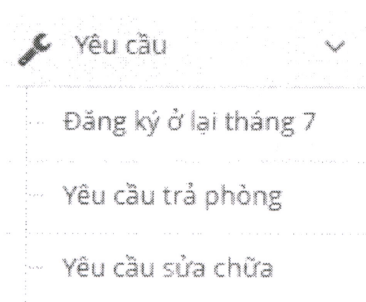 Yêu cầu
Đăng ký ở lại tháng 7
Yêu cầu trả phòng
Yêu cầu sửa chữa